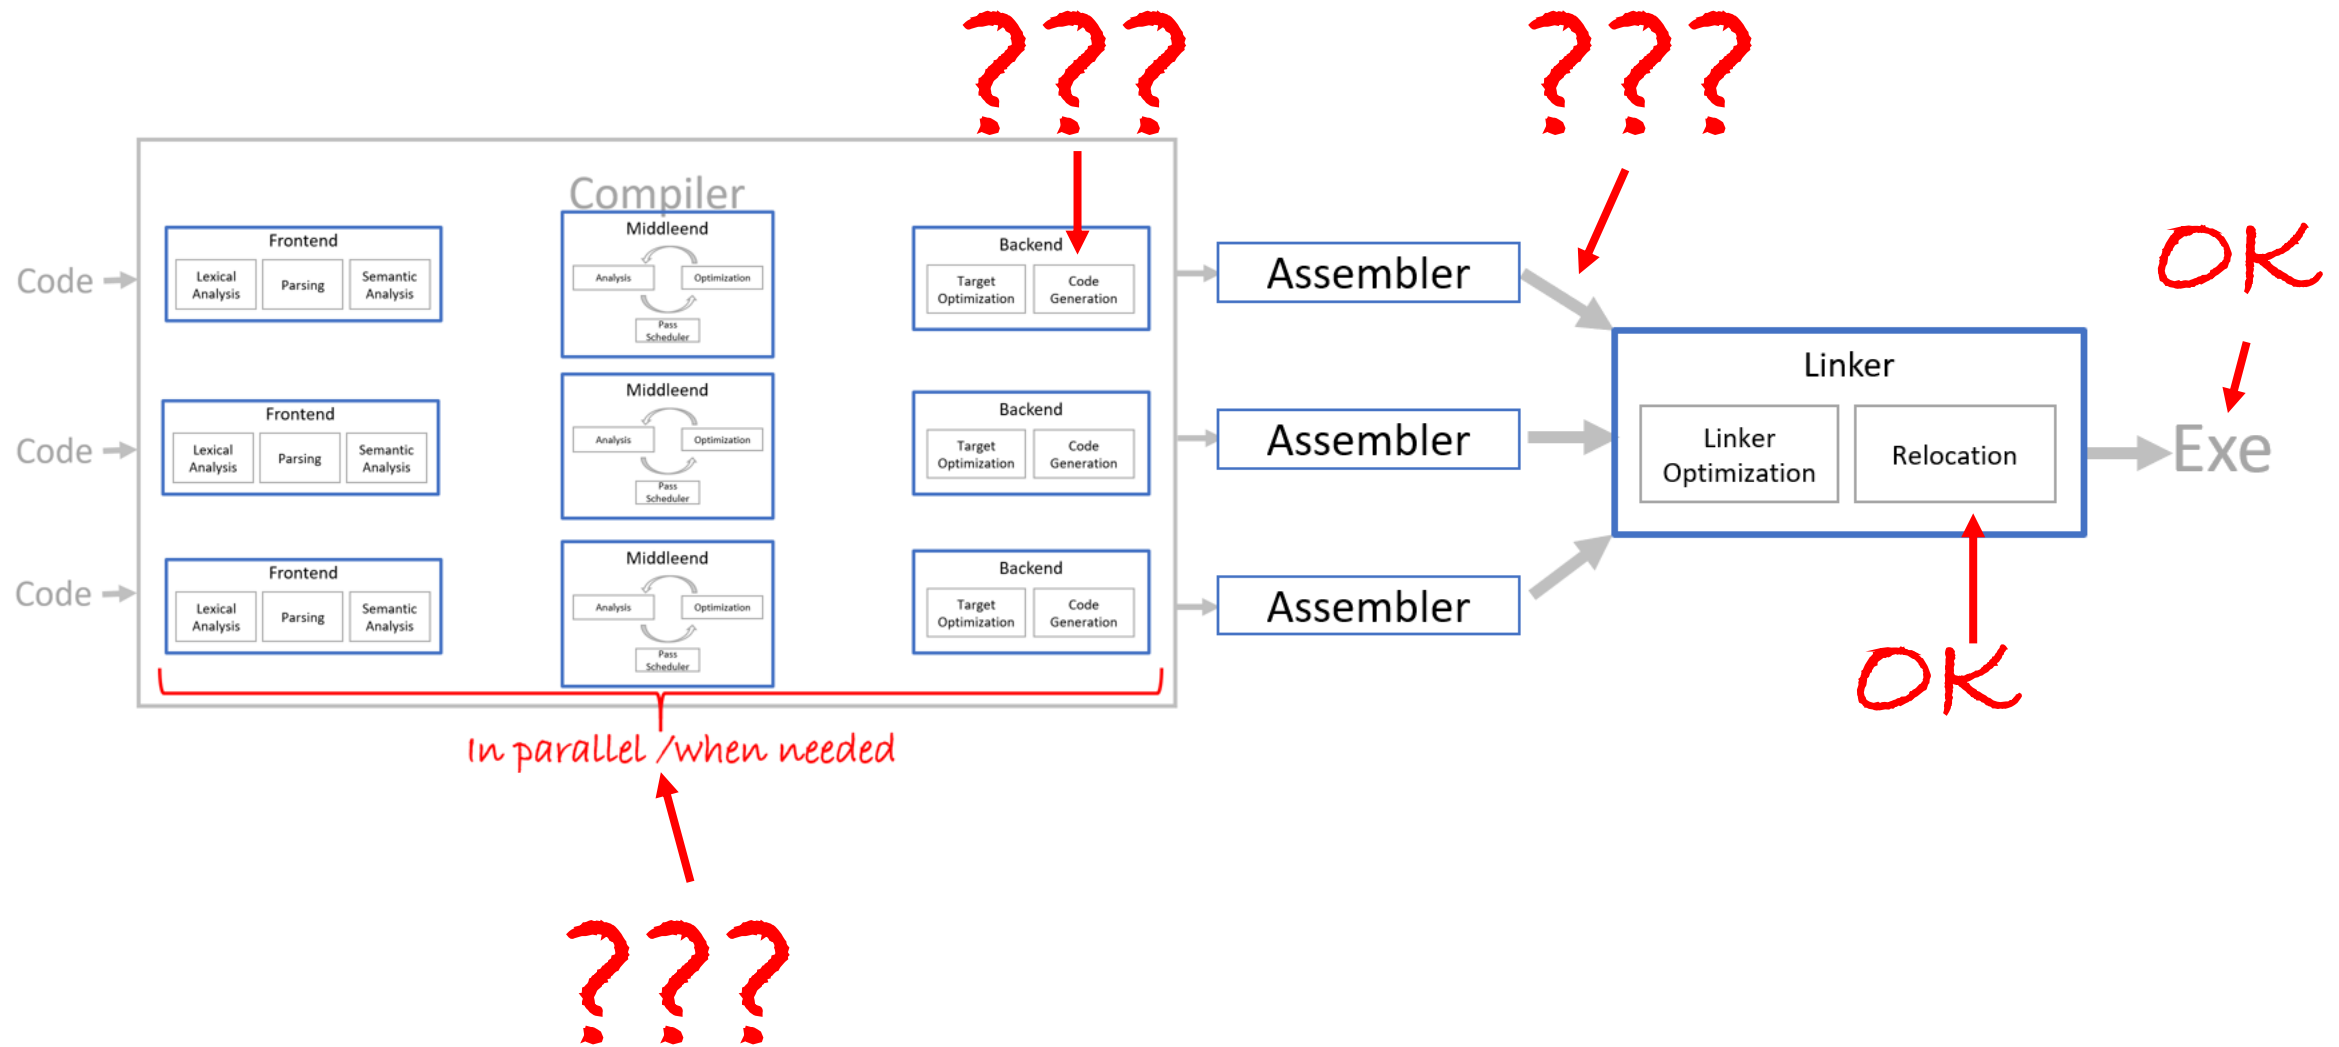 ???
???
OK
Compiler
Code
Frontend
Lexical
Analysis
Parsing
Semantic
Analysis
Middleend
Analysis
Optimization
Pass
Scheduler
Backend
Target
Optimization
Code
Generation
Assembler
Code
Frontend
Lexical
Analysis
Parsing
Semantic
Analysis
Middleend
Analysis
Optimization
Pass
Scheduler
Backend
Target
Optimization
Code
Generation
Assembler
Code
Frontend
Lexical
Analysis
Parsing
Semantic
Analysis
Middleend
Analysis
Optimization
Pass
Scheduler
Backend
Target
Optimization
Code
Generation
Assembler
Linker
Linker
Optimization
Relocation
Exe
OK
In parallel /when needed
???